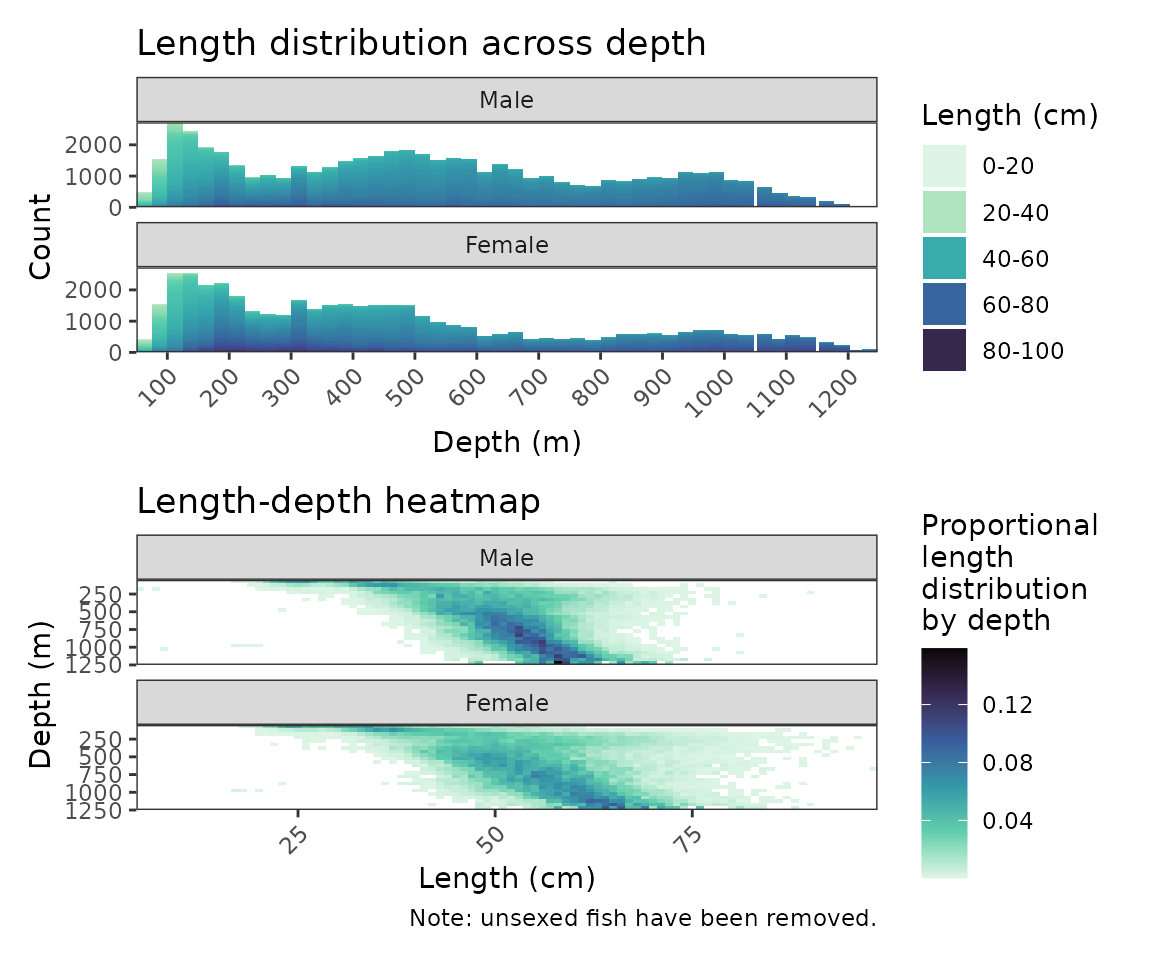 Length distribution across depth
Male
2000
1000
0
Female
2000
1000
0
Count
100 200 300 400 500 600 700 800 900 1000 1100 1200
Depth (m)
Length (cm)
0-20
20-40
40-60
60-80
80-100
Length-depth heatmap
Male
250
500
750
1000
1250
Female
250
500
750
1000
1250
Depth (m)
25 50 75
Length (cm)
Note: unsexed fish have been removed.
Proportional
length
distribution
by depth
0.12
0.08
0.04